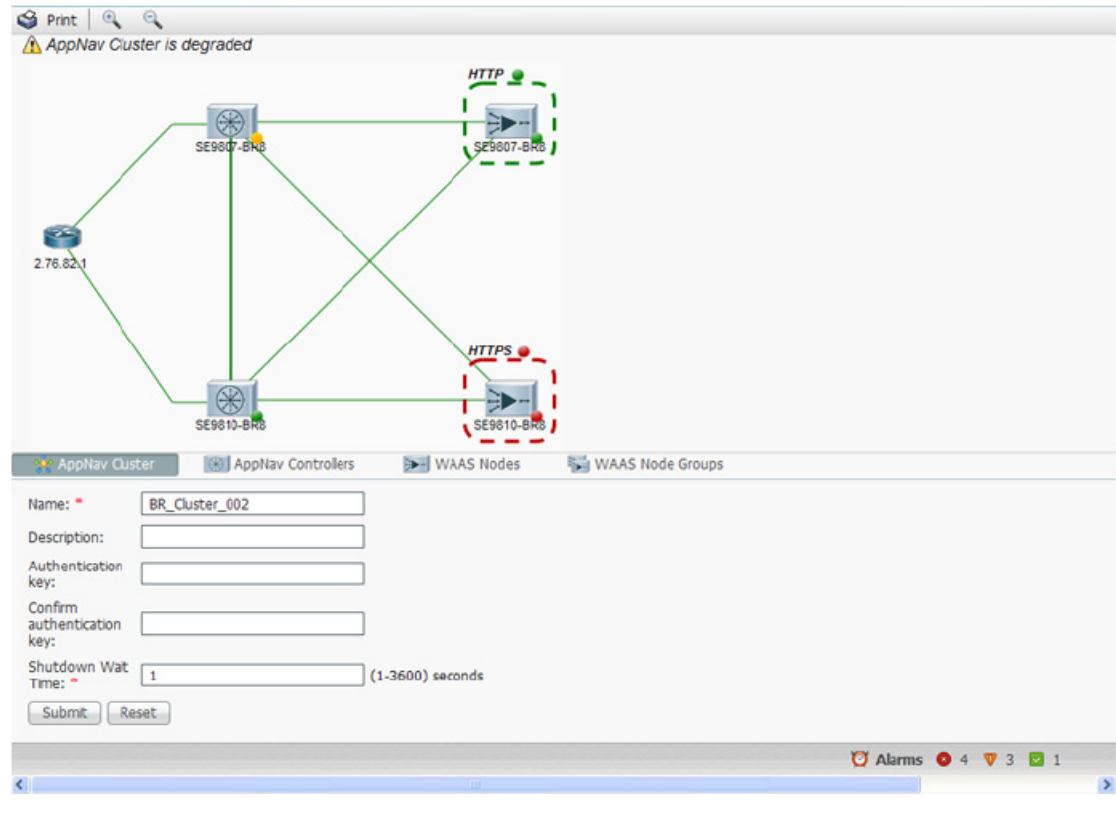 Print
AppNav Cluster is degraded
HTTP
SE9807-BR8
SE9807-BR8
2.76.82.1
HTTPS
SE9810-BR8
SE9810-BR8
AppNav Cluster
AppNav Controllers
WAAS Nodes
WAAS Node Groups
Name: *
BR_Cluster_002
Description:
Authentication
key:
Confirm
authentication
key:
Shutdown Wait
Time: *
1
(1-3600) seconds
Submit
Reset
Alarms 4 3 1